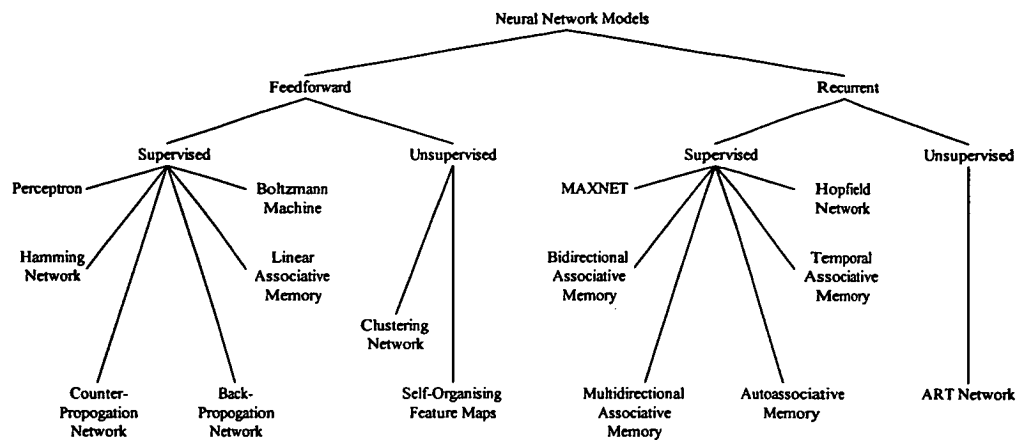 Neural Network Models
Feedforward
Recurrent
Supervised
Unsupervised
Supervised
Unsupervised
Perceptron
Boltzmann
Machine
MAXNET
Hopfield
Network
Hamming
Network
Linear
Associative
Memory
Bidirectional
Associative
Memory
Temporal
Associative
Memory
Clustering
Network
Counter-
Propogation
Network
Back-
Propogation
Network
Self-Organising
Feature Maps
Multidirectional
Associative
Memory
Autoassociative
Memory
ART Network